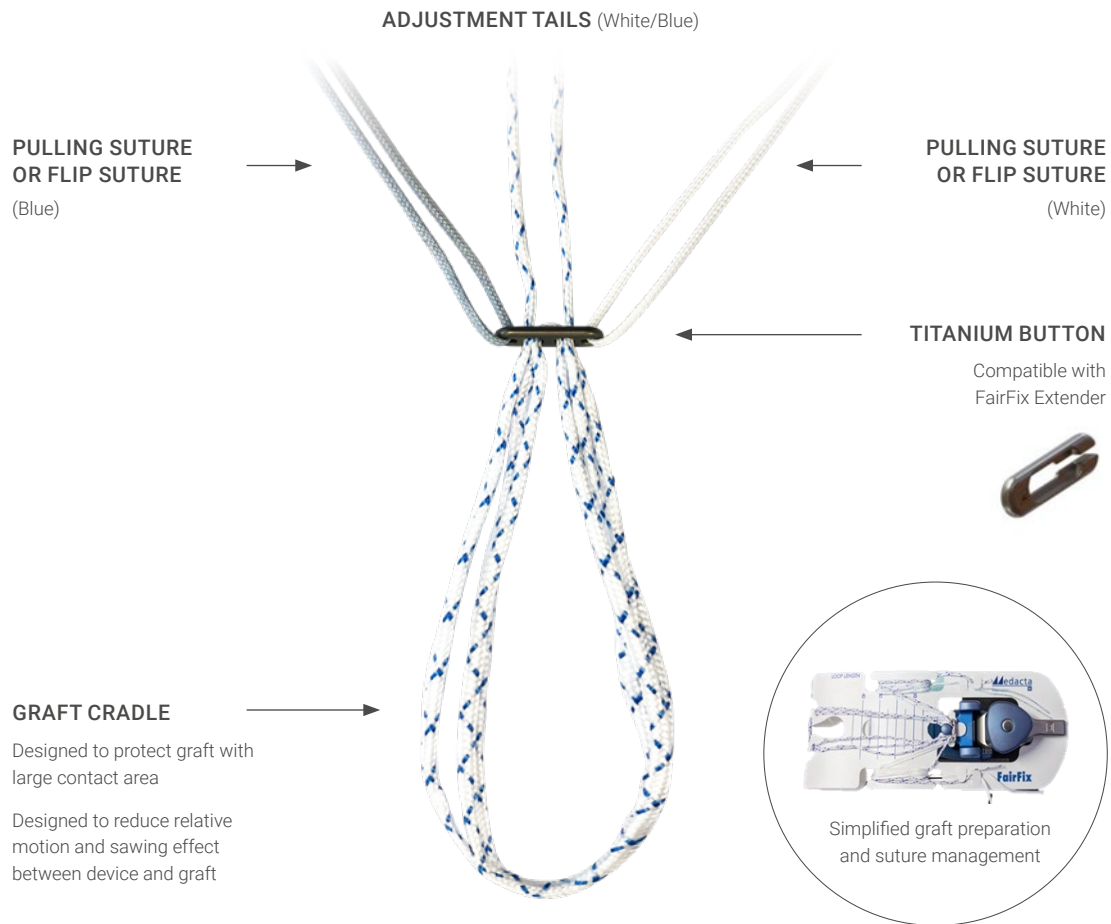 ADJUSTMENT TAILS (White/Blue)
PULLING SUTURE
OR FLIP SUTURE
(Blue)
PULLING SUTURE
OR FLIP SUTURE
(White)
TITANIUM BUTTON
Compatible with
FairFix Extender
GRAFT CRADLE
Designed to protect graft with
large contact area
Designed to reduce relative
motion and sawing effect
between device and graft
LOOP LENGTH
Medacta
FairFix
Simplified graft preparation
and suture management